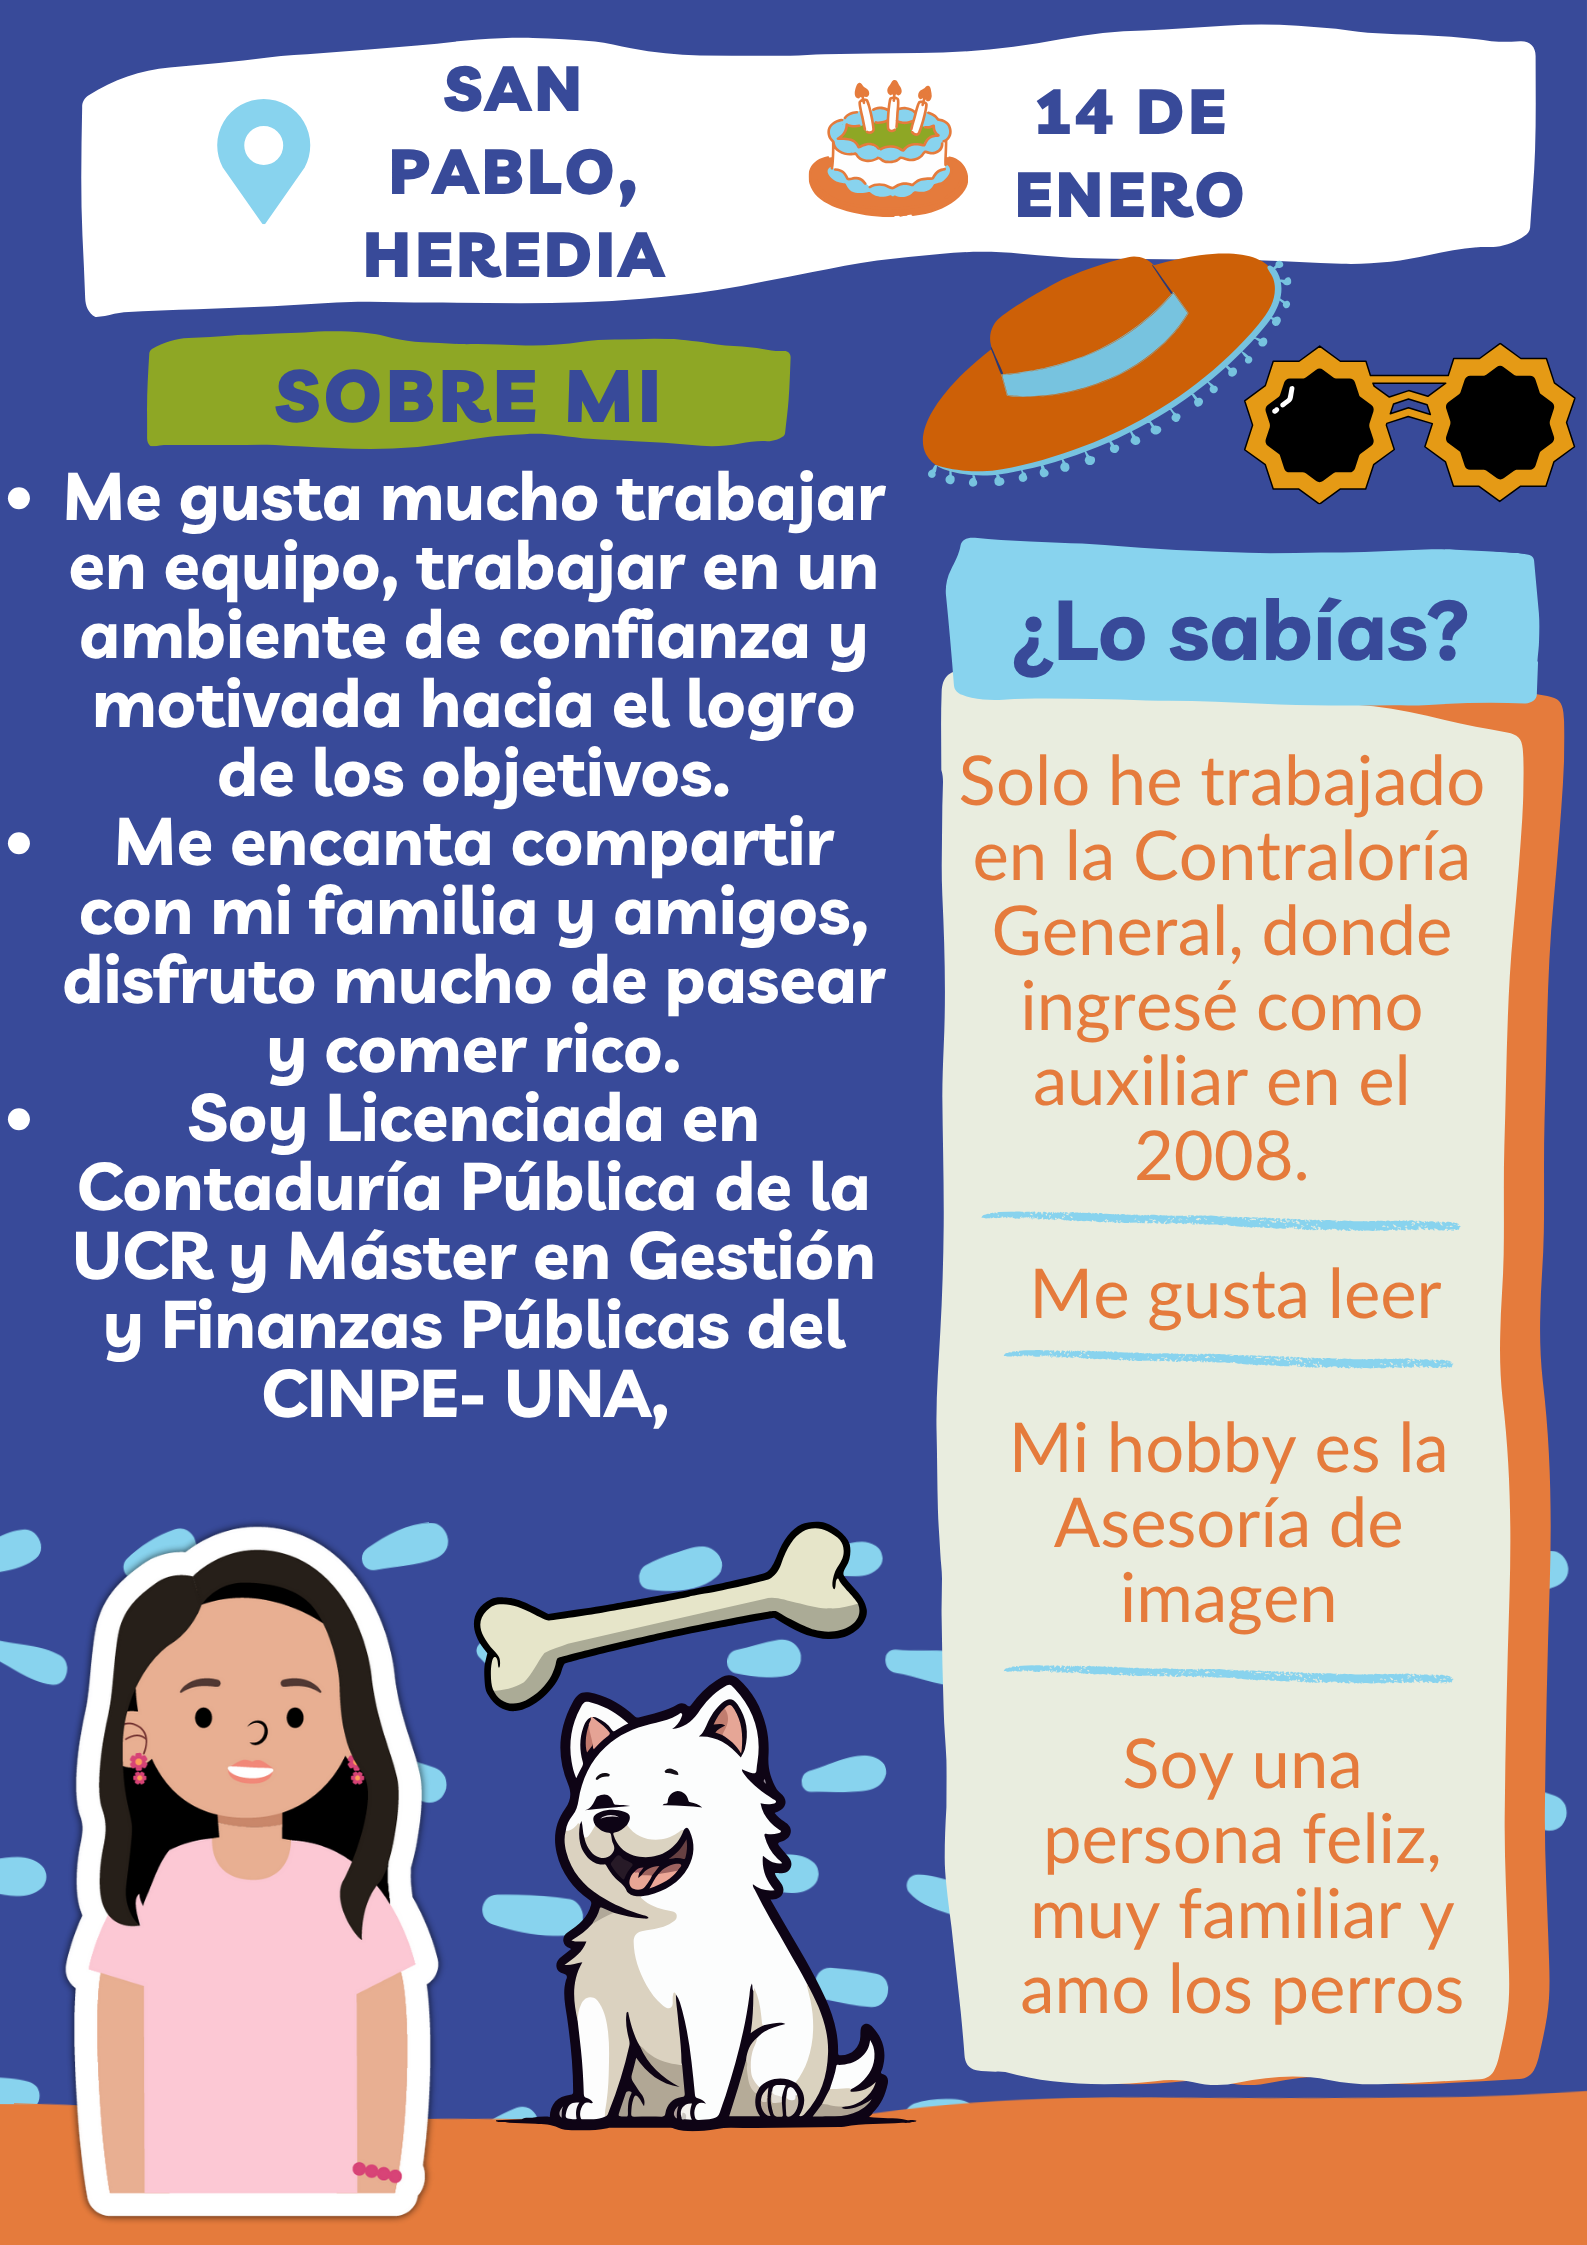 SAN
PABLO,
HEREDIA
14 DE
ENERO
SOBRE MI
• Me gusta mucho trabajar
en equipo, trabajar en un
ambiente de confianza y
motivada hacia el logro
de los objetivos.
• Me encanta compartir
con mi familia y amigos,
disfruto mucho de pasear
y comer rico.
• Soy Licenciada en
Contaduría Pública de la
UCR y Máster en Gestión
y Finanzas Públicas del
CINPE- UNA,
¿Lo sabías?
Solo he trabajado
en la Contraloría
General, donde
ingresé como
auxiliar en el
2008.
Me gusta leer
Mi hobby es la
Asesoría de
imagen
Soy una
persona feliz,
muy familiar y
amo los perros